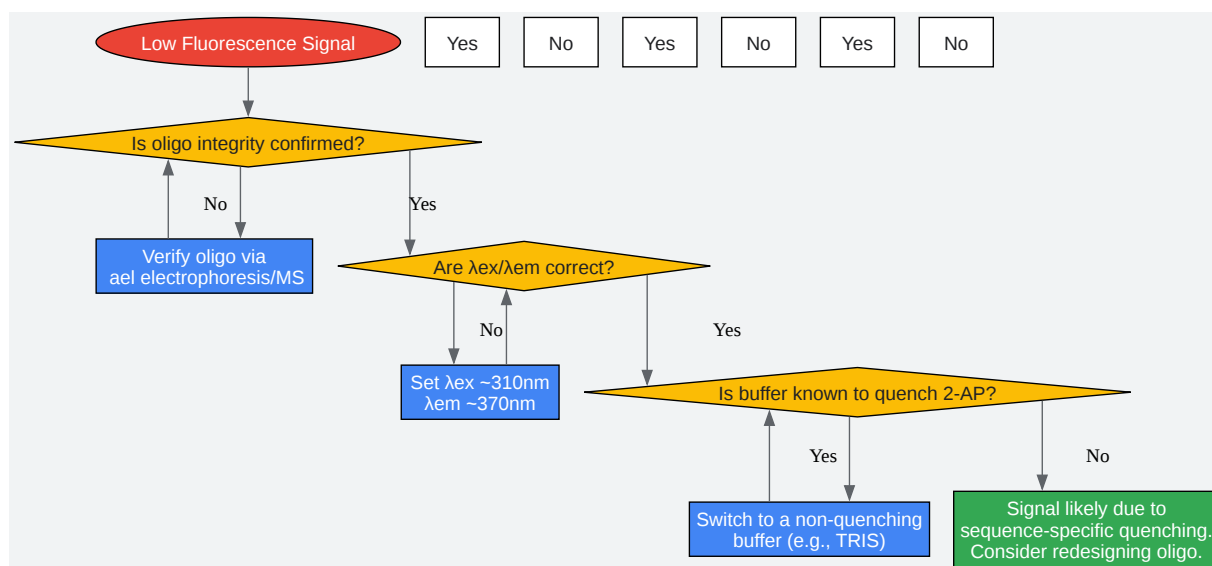 Low Fluorescence Signal
Yes
No
Yes
No
Yes
No
Is oligo integrity confirmed?
No
Yes
Verify oligo via
ael electrophoresis/MS
Are λex/λem correct?
No
Yes
Set λex ~310nm
λem ~370nm
Is buffer known to quench 2-AP?
Yes
No
Switch to a non-quenching
buffer (e.g., TRIS)
Signal likely due to
sequence-specific quenching.
Consider redesigning oligo.